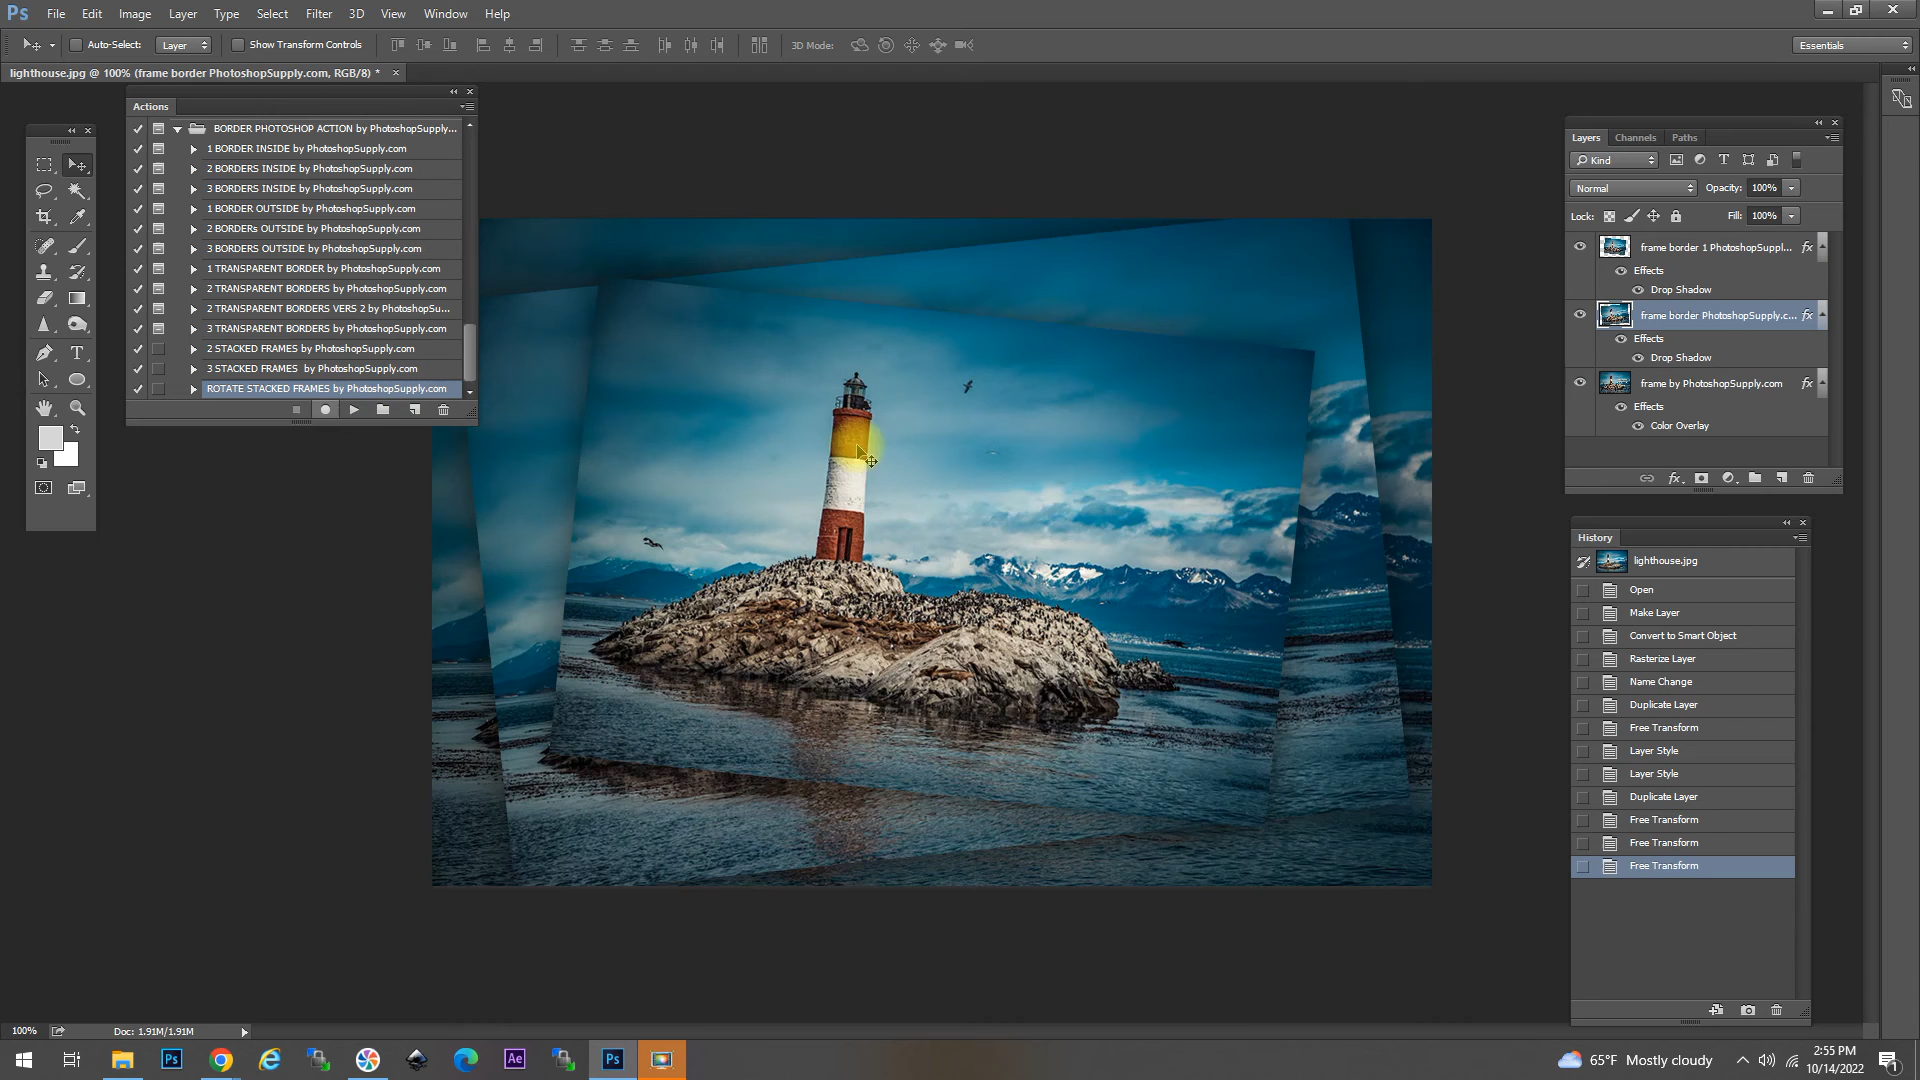 Ps File Edit Image Layer Type Select Filter 3D View Window Help
Auto-Select: Layer Show Transform Controls 3D Mode: Essentials
lighthouse.jpg @ 100% (frame border PhotoshopSupply.com, RGB/8) * ×
Actions
BORDER PHOTOSHOP ACTION by PhotoshopSupply...
1 BORDER INSIDE by PhotoshopSupply.com
2 BORDERS INSIDE by PhotoshopSupply.com
3 BORDERS INSIDE by PhotoshopSupply.com
1 BORDER OUTSIDE by PhotoshopSupply.com
2 BORDERs OUTSIDE by PhotoshopSupply.com
3 BORDERS OUTSIDE by PhotoshopSupply.com
1 TRANSPARENT BORDER by PhotoshopSupply.com
2 TRANSPARENT BORDERS by PhotoshopSupply.com
2 TRANSPARENT BORDERS VERS 2 by PhotoshopSu...
3 TRANSPARENT BORDERS by PhotoshopSupply.com
2 STACKED FRAMES by PhotoshopSupply.com
3 STACKED FRAMES by PhotoshopSupply.com
ROTATE STACKED FRAMES by PhotoshopSupply.com
Layers Channels Paths
Kind
Normal Opacity: 100%
Lock: Fill: 100%
frame border 1 PhotoshopSuppl... fx
Effects
Drop Shadow
frame border PhotoshopSupply.c... fx
Effects
Drop Shadow
frame by PhotoshopSupply.com fx
Effects
Color Overlay
fx
History
lighthouse.jpg
Open
Make Layer
Convert to Smart Object
Rasterize Layer
Name Change
Duplicate Layer
Free Transform
Layer Style
Layer Style
Duplicate Layer
Free Transform
Free Transform
Free Transform
100% Doc: 1.91M/1.91M
Ps Ae Ps 65°F Mostly cloudy 2:55 PM
10/14/2022 1